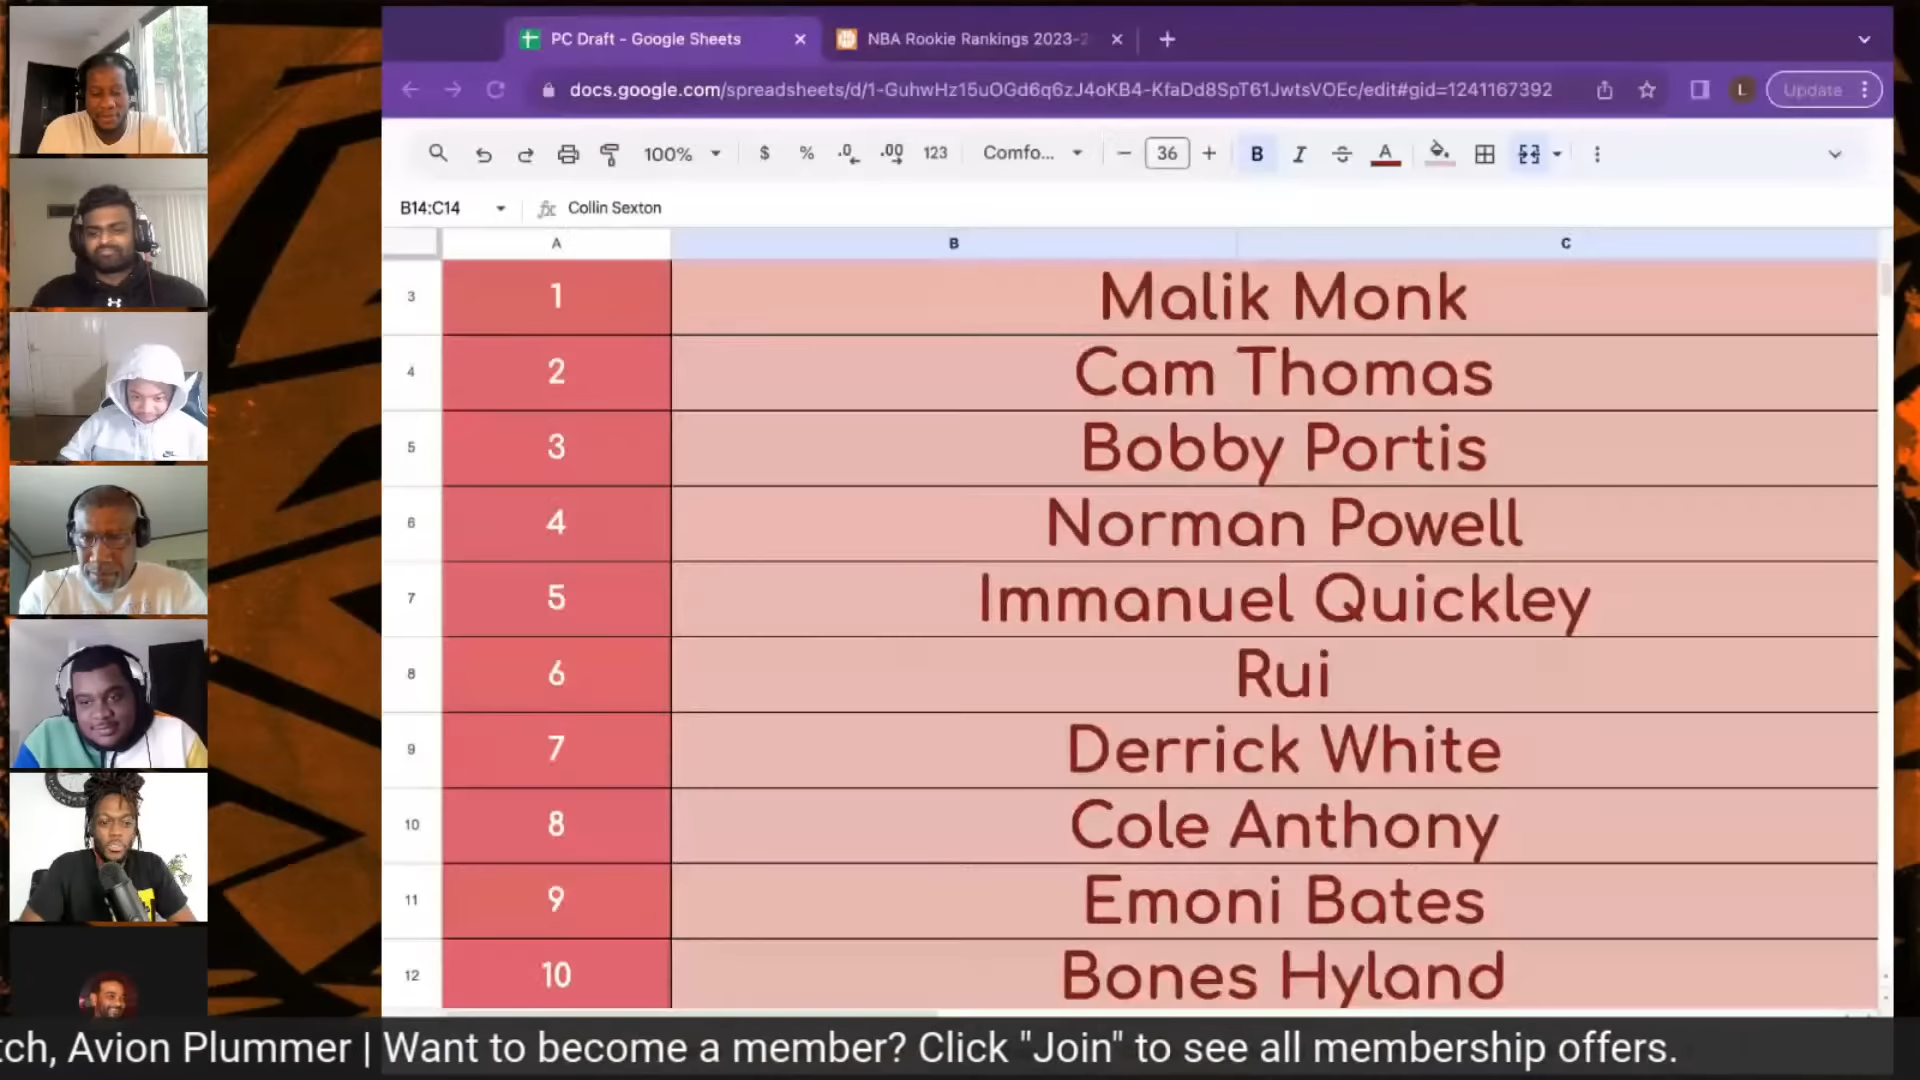 PC Draft - Google Sheets
NBA Rookie Rankings 2023-2
docs.google.com/spreadsheets/d/1-GuhwHz15uOGd6q6zJ4oKB4-KfaDd8SpT61JwtsVOEc/edit#gid=1241167392
L
Update
100% $ % .0 .00 123 Comfo... 36 B I A
B14:C14 fx Collin Sexton
A B C
3 1 Malik Monk
4 2 Cam Thomas
5 3 Bobby Portis
6 4 Norman Powell
7 5 Immanuel Quickley
8 6 Rui
9 7 Derrick White
10 8 Cole Anthony
11 9 Emoni Bates
12 10 Bones Hyland
tch, Avion Plummer | Want to become a member? Click "Join" to see all membership offers.